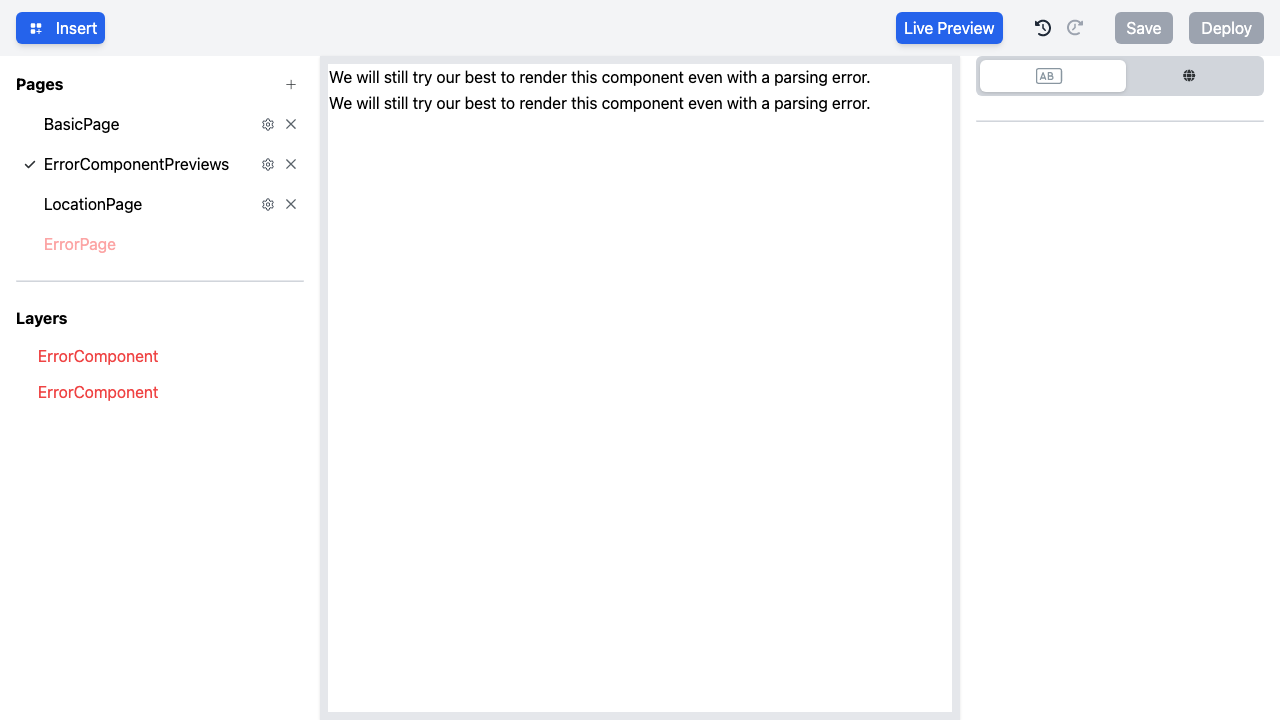 Insert
Live Preview
Save
Deploy
Pages
BasicPage
ErrorComponentPreviews
LocationPage
ErrorPage
Layers
ErrorComponent
ErrorComponent
We will still try our best to render this component even with a parsing error.
We will still try our best to render this component even with a parsing error.
AB